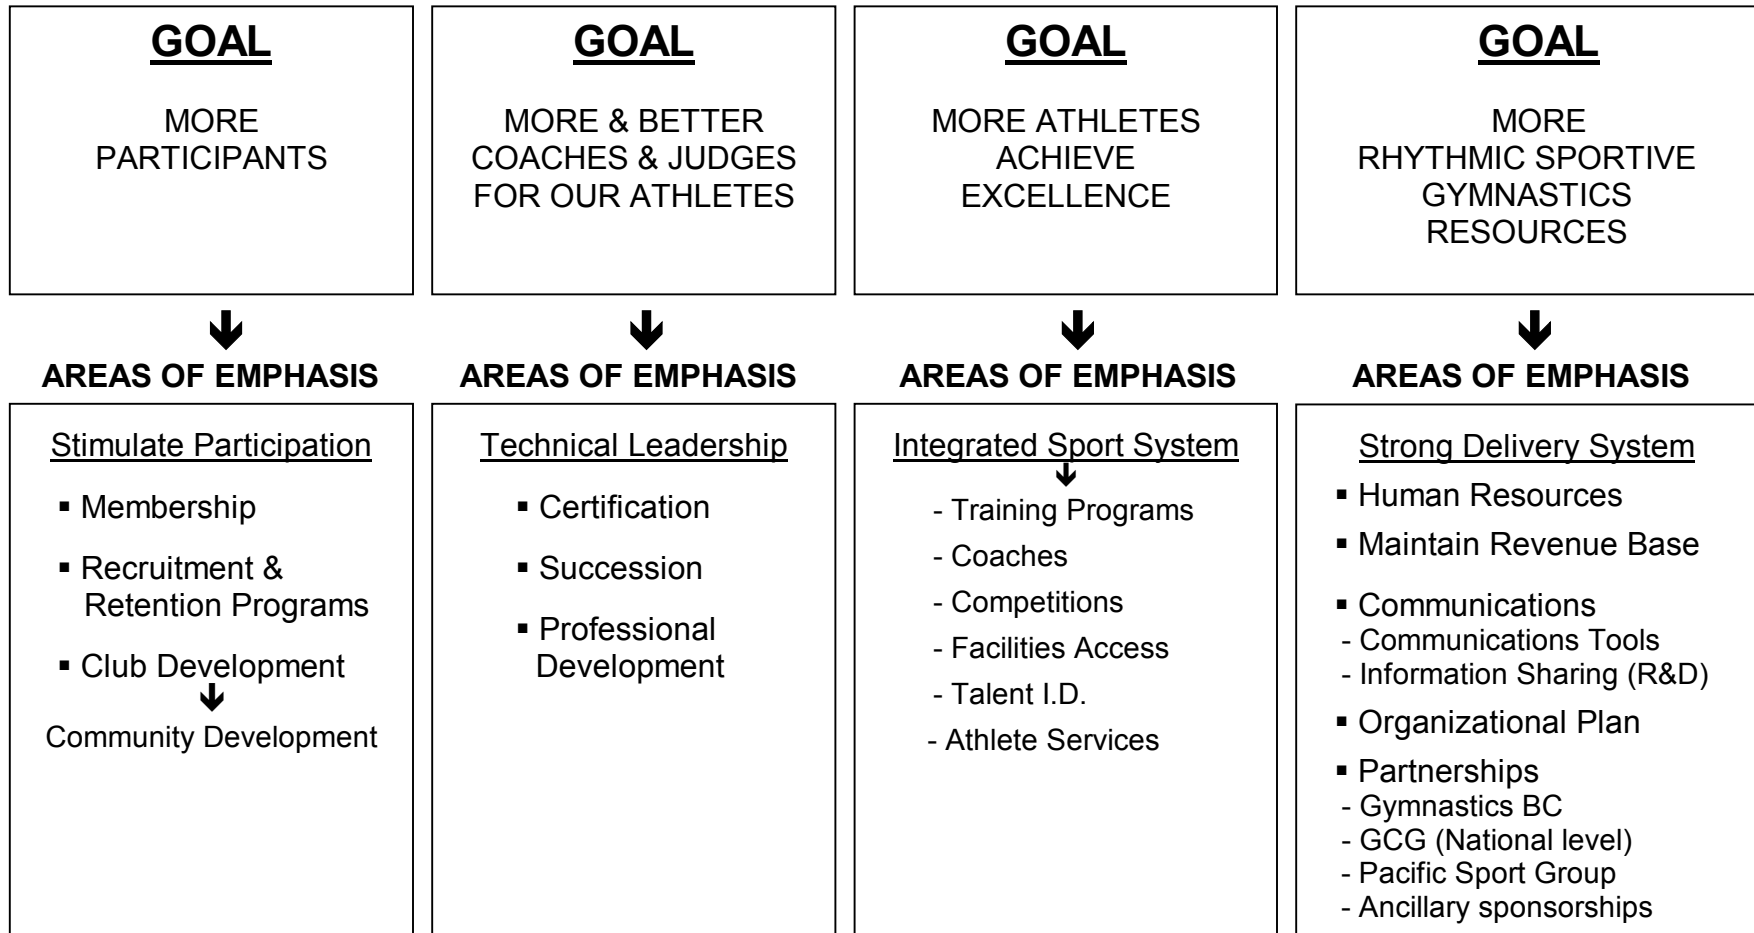 GOAL
MORE
PARTICIPANTS
GOAL
MORE & BETTER
COACHES & JUDGES
FOR OUR ATHLETES
GOAL
MORE ATHLETES
ACHIEVE
EXCELLENCE
GOAL
MORE
RHYTHMIC SPORTIVE
GYMNASTICS
RESOURCES
AREAS OF EMPHASIS
AREAS OF EMPHASIS
AREAS OF EMPHASIS
AREAS OF EMPHASIS
Stimulate Participation
▪ Membership
▪ Recruitment &
Retention Programs
▪ Club Development
Community Development
Technical Leadership
▪ Certification
▪ Succession
▪ Professional
Development
Integrated Sport System
- Training Programs
- Coaches
- Competitions
- Facilities Access
- Talent I.D.
- Athlete Services
Strong Delivery System
▪ Human Resources
▪ Maintain Revenue Base
▪ Communications
- Communications Tools
- Information Sharing (R&D)
▪ Organizational Plan
▪ Partnerships
- Gymnastics BC
- GCG (National level)
- Pacific Sport Group
- Ancillary sponsorships